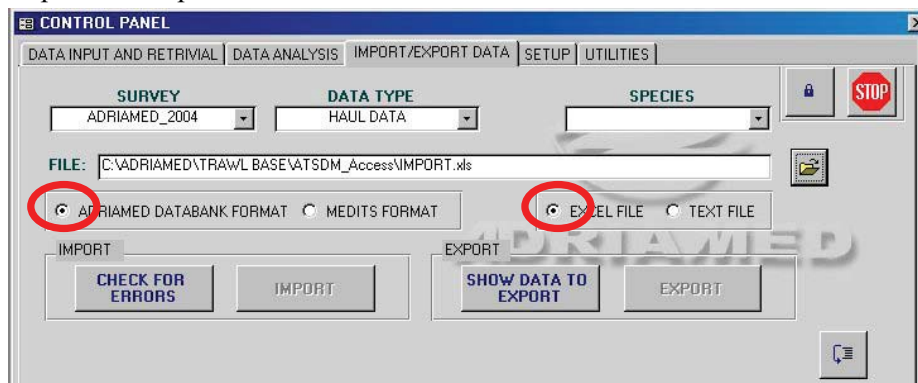 CONTROL PANEL
DATA INPUT AND RETRIVIAL DATA ANALYSIS IMPORT/EXPORT DATA SETUP UTILITIES
SURVEY DATA TYPE SPECIES
ADRIAMED_2004 HAUL DATA
STOP
FILE: C:\ADRIAMED\TRAWL BASE\ATSDM_Access\IMPORT.xls
ADRIAMED DATABANK FORMAT MEDITS FORMAT EXCEL FILE TEXT FILE
ADRIAMED
IMPORT EXPORT
CHECK FOR ERRORS IMPORT SHOW DATA TO EXPORT EXPORT